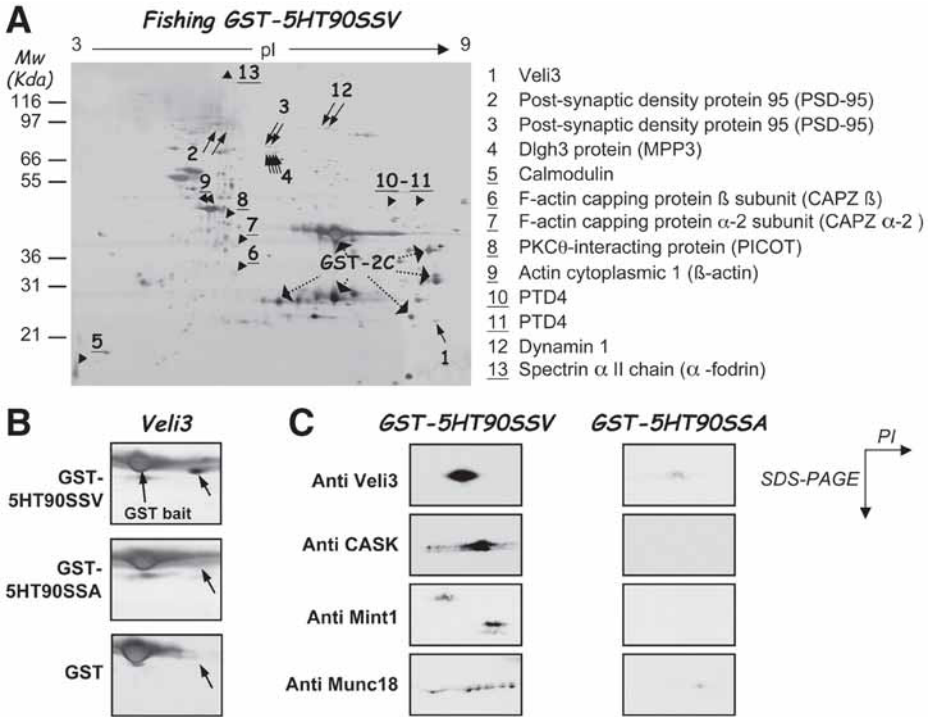 A
Fishing GST-5HT90SSV
3 pI 9
Mw
(Kda)
116
97
66
55
36
31
21
13
12
3
2
4
9
10-11
8
7
6
GST-2C
5
1
1 Veli3
2 Post-synaptic density protein 95 (PSD-95)
3 Post-synaptic density protein 95 (PSD-95)
4 Dlgh3 protein (MPP3)
5 Calmodulin
6 F-actin capping protein ß subunit (CAPZ ß)
7 F-actin capping protein α-2 subunit (CAPZ α-2 )
8 PKCθ-interacting protein (PICOT)
9 Actin cytoplasmic 1 (ß-actin)
10 PTD4
11 PTD4
12 Dynamin 1
13 Spectrin α II chain (α -fodrin)
B
Veli3
GST-
5HT90SSV
GST bait
GST-
5HT90SSA
GST
C
GST-5HT90SSV GST-5HT90SSA
Anti Veli3
Anti CASK
Anti Mint1
Anti Munc18
PI
SDS-PAGE